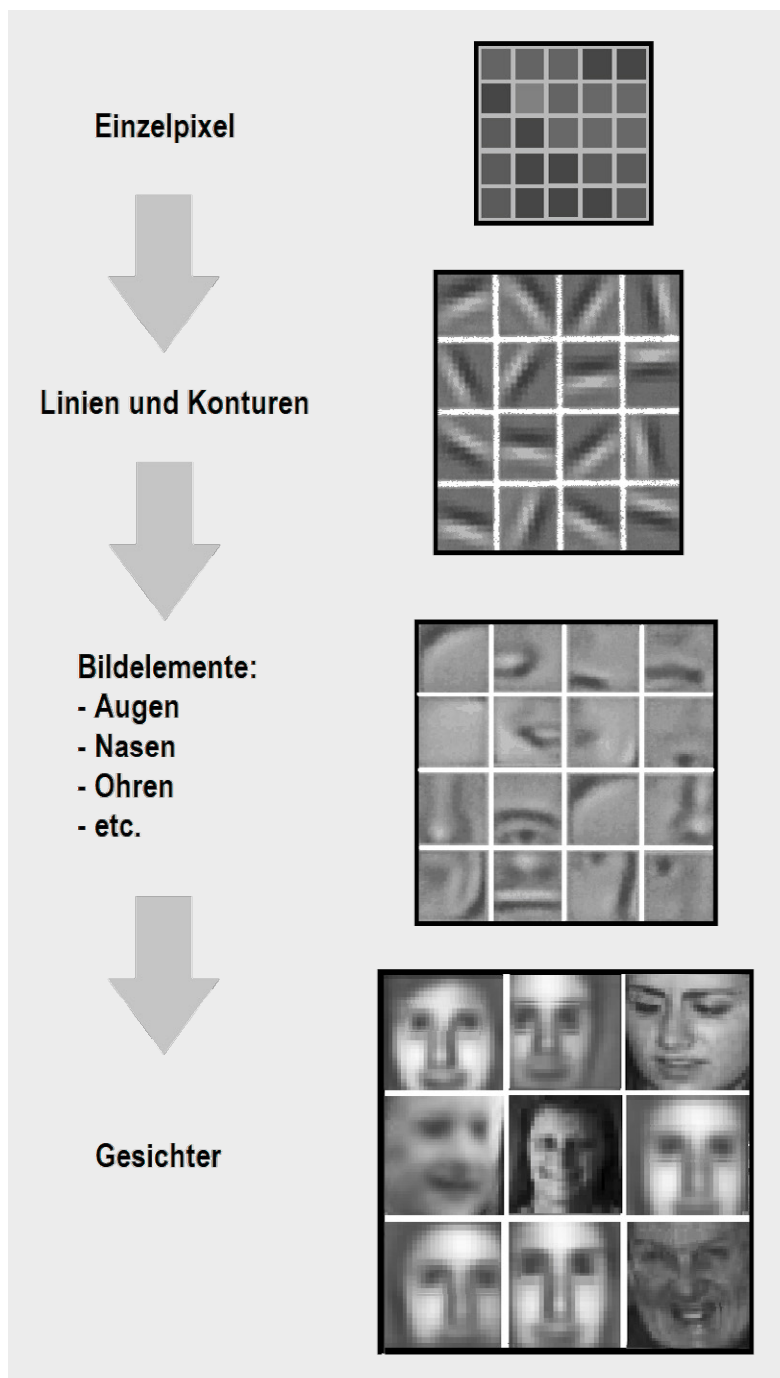 Einzelpixel
Linien und Konturen
Bildelemente:
- Augen
- Nasen
- Ohren
- etc.
Gesichter